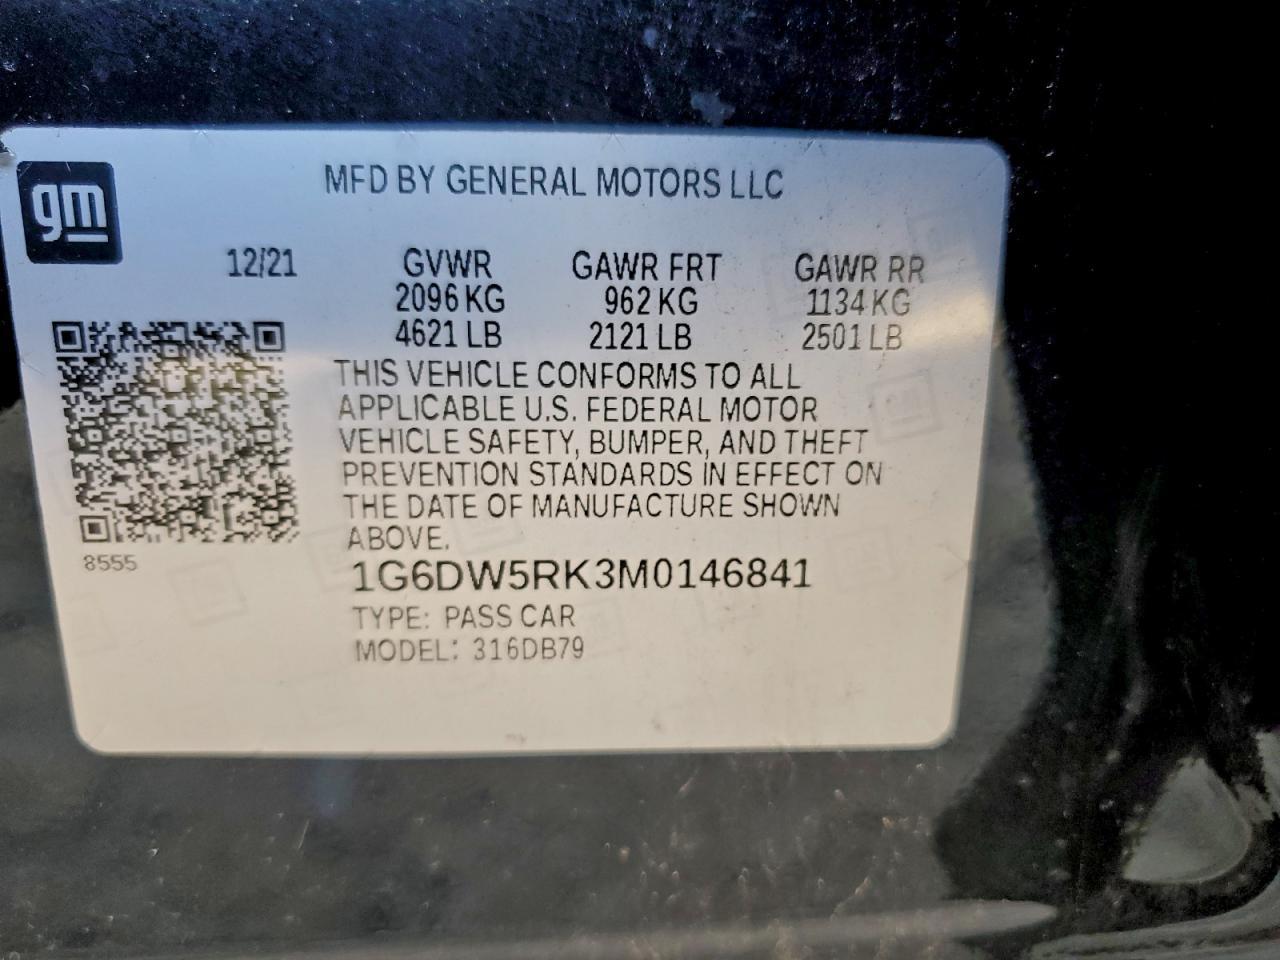 gm
MFD BY GENERAL MOTORS LLC
12/21 GVWR GAWR FRT GAWR RR
2096 KG 962 KG 1134 KG
4621 LB 2121 LB 2501 LB
THIS VEHICLE CONFORMS TO ALL
APPLICABLE U.S. FEDERAL MOTOR
VEHICLE SAFETY, BUMPER, AND THEFT
PREVENTION STANDARDS IN EFFECT ON
THE DATE OF MANUFACTURE SHOWN
ABOVE.
8555
1G6DW5RK3M0146841
TYPE: PASS CAR
MODEL: 316DB79